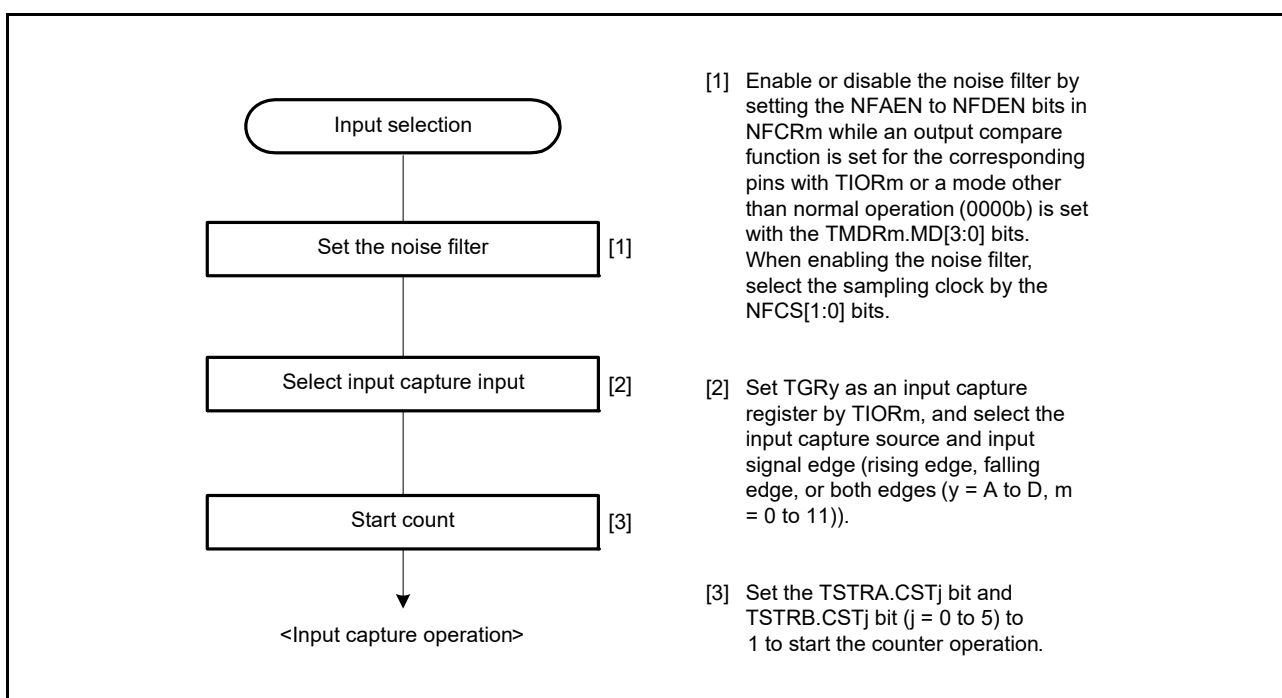 Input selection
Set the noise filter
[1]
Select input capture input
[2]
Start count
[3]
<Input capture operation>
[1] Enable or disable the noise filter by
setting the NFAEN to NFDEN bits in
NFCRm while an output compare
function is set for the corresponding
pins with TIORm or a mode other
than normal operation (0000b) is set
with the TMDRm.MD[3:0] bits.
When enabling the noise filter,
select the sampling clock by the
NFCS[1:0] bits.
[2] Set TGRy as an input capture
register by TIORm, and select the
input capture source and input
signal edge (rising edge, falling
edge, or both edges (y = A to D, m
= 0 to 11)).
[3] Set the TSTRA.CSTj bit and
TSTRB.CSTj bit (j = 0 to 5) to
1 to start the counter operation.